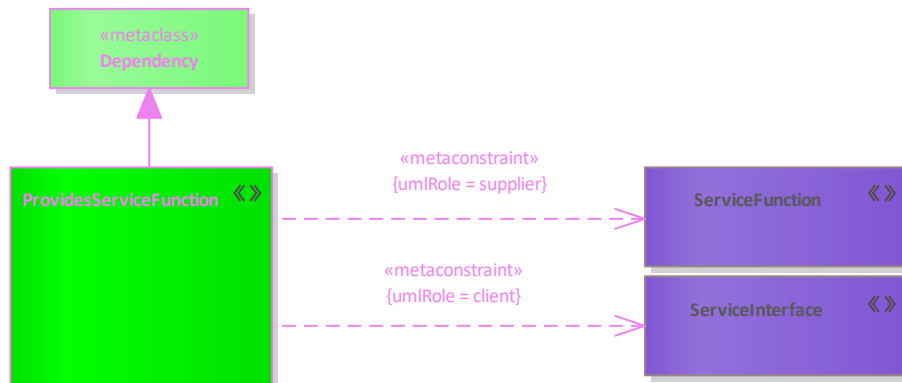 «metaclass»
Dependency
ProvidesServiceFunction
«metaconstraint»
{umlRole = supplier}
ServiceFunction
«metaconstraint»
{umlRole = client}
ServiceInterface